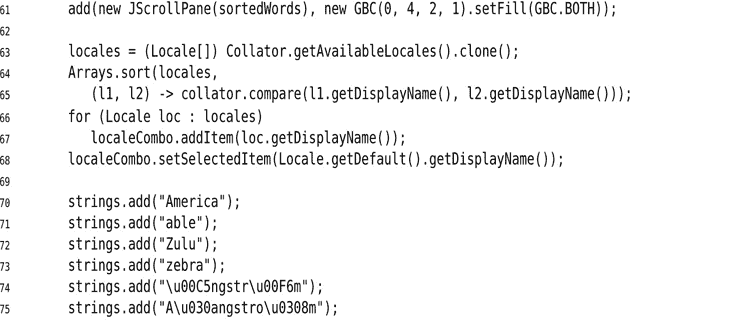 61 add(new JScrollPane(sortedWords), new GBC(0, 4, 2, 1).setFill(GBC.BOTH));
62
63 locales = (Locale[]) Collator.getAvailableLocales().clone();
64 Arrays.sort(locales,
65 (l1, l2) -> collator.compare(l1.getDisplayName(), l2.getDisplayName()));
66 for (Locale loc : locales)
67 localeCombo.addItem(loc.getDisplayName());
68 localeCombo.setSelectedItem(Locale.getDefault().getDisplayName());
69
70 strings.add("America");
71 strings.add("able");
72 strings.add("Zulu");
73 strings.add("zebra");
74 strings.add("\u00C5ngstr\u00F6m");
75 strings.add("A\u030angstro\u0308m");